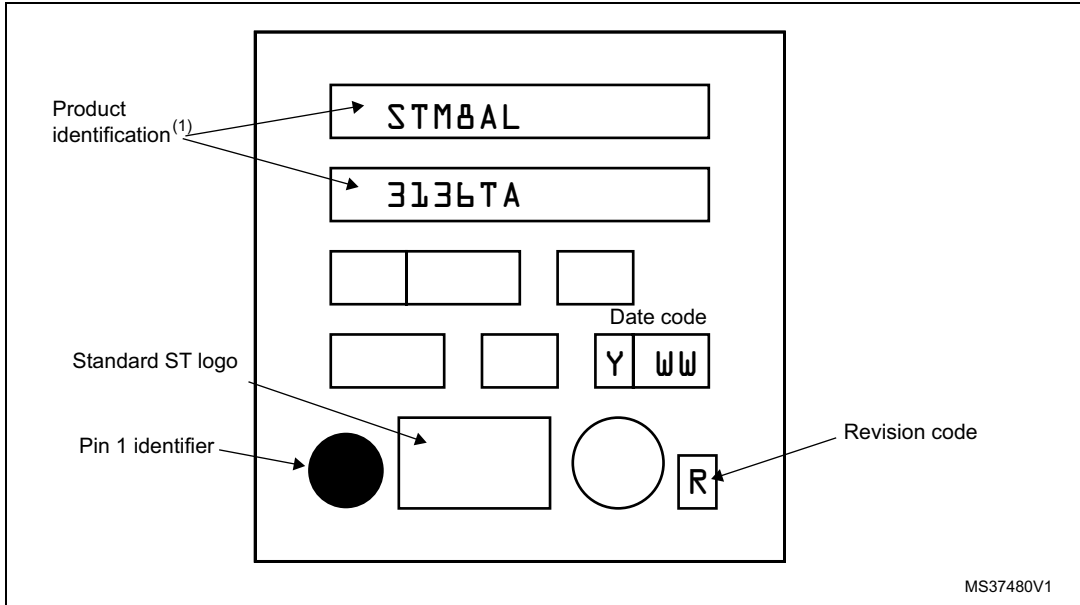 Product
identification(1)
STM8AL
3136TA
Date code
Y WW
Standard ST logo
Pin 1 identifier
Revision code
R
MS37480V1